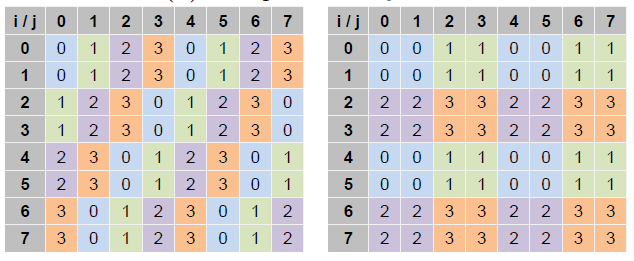 i / j 0 1 2 3 4 5 6 7
0 0 1 2 3 0 1 2 3
1 0 1 2 3 0 1 2 3
2 1 2 3 0 1 2 3 0
3 1 2 3 0 1 2 3 0
4 2 3 0 1 2 3 0 1
5 2 3 0 1 2 3 0 1
6 3 0 1 2 3 0 1 2
7 3 0 1 2 3 0 1 2
i / j 0 1 2 3 4 5 6 7
0 0 0 1 1 0 0 1 1
1 0 0 1 1 0 0 1 1
2 2 2 3 3 2 2 3 3
3 2 2 3 3 2 2 3 3
4 0 0 1 1 0 0 1 1
5 0 0 1 1 0 0 1 1
6 2 2 3 3 2 2 3 3
7 2 2 3 3 2 2 3 3